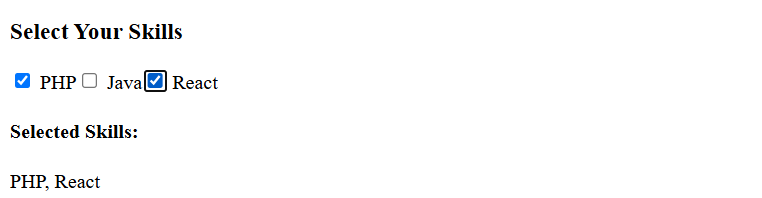 Select Your Skills
PHP Java React
Selected Skills:
PHP, React